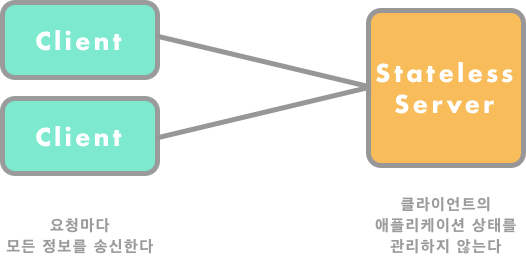 Client
Client
Stateless
Server
요청마다
모든 정보를 송신한다
클라이언트의
애플리케이션 상태를
관리하지 않는다